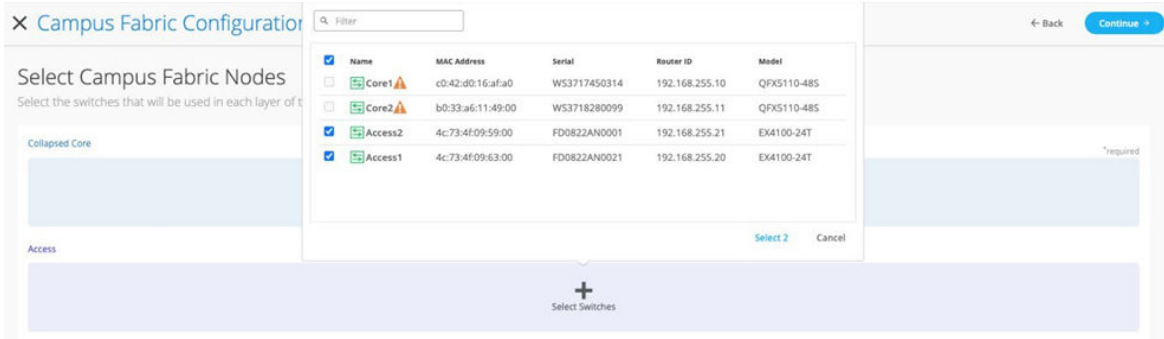 Campus Fabric Configuration
Filter
← Back
Continue →
Select Campus Fabric Nodes
Select the switches that will be used in each layer of t
Name MAC Address Serial Router ID Model
Core1 c0:42:d0:16:af:a0 WS3717450314 192.168.255.10 QFX5110-48S
Core2 b0:33:a6:11:49:00 WS3718280099 192.168.255.11 QFX5110-48S
Access2 4c:73:4f:09:59:00 FD0822AN0001 192.168.255.21 EX4100-24T
Access1 4c:73:4f:09:63:00 FD0822AN0021 192.168.255.20 EX4100-24T
Collapsed Core
*required
Select 2 Cancel
Access
Select Switches